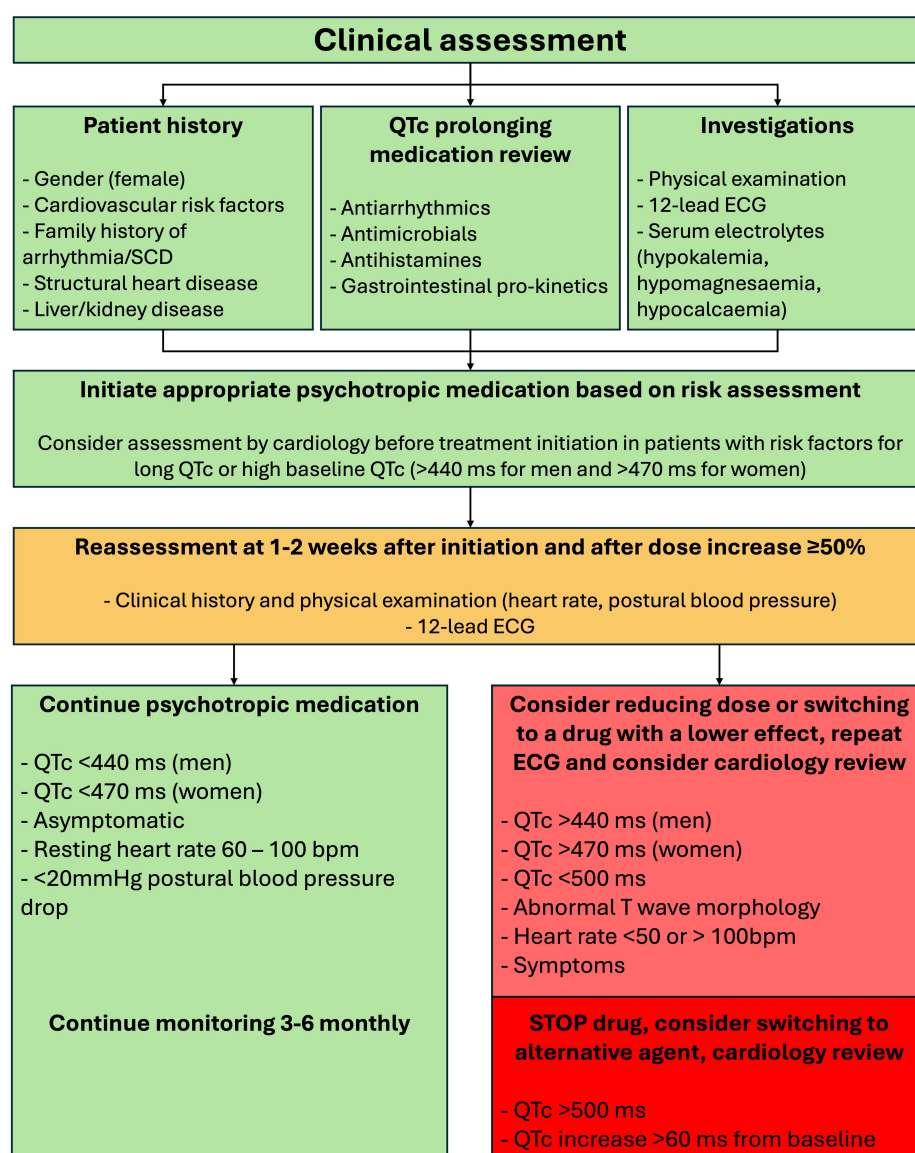 Clinical assessment
Patient history
- Gender (female)
- Cardiovascular risk factors
- Family history of
arrhythmia/SCD
- Structural heart disease
- Liver/kidney disease
QTc prolonging
medication review
- Antiarrhythmics
- Antimicrobials
- Antihistamines
- Gastrointestinal pro-kinetics
Investigations
- Physical examination
- 12-lead ECG
- Serum electrolytes
(hypokalemia,
hypomagnesaemia,
hypocalcaemia)
Initiate appropriate psychotropic medication based on risk assessment
Consider assessment by cardiology before treatment initiation in patients with risk factors for
long QTc or high baseline QTc (>440 ms for men and >470 ms for women)
Reassessment at 1-2 weeks after initiation and after dose increase ≥50%
- Clinical history and physical examination (heart rate, postural blood pressure)
- 12-lead ECG
Continue psychotropic medication
- QTc <440 ms (men)
- QTc <470 ms (women)
- Asymptomatic
- Resting heart rate 60 – 100 bpm
- <20mmHg postural blood pressure
drop
Continue monitoring 3-6 monthly
Consider reducing dose or switching
to a drug with a lower effect, repeat
ECG and consider cardiology review
- QTc >440 ms (men)
- QTc >470 ms (women)
- QTc <500 ms
- Abnormal T wave morphology
- Heart rate <50 or > 100bpm
- Symptoms
STOP drug, consider switching to
alternative agent, cardiology review
- QTc >500 ms
- QTc increase >60 ms from baseline